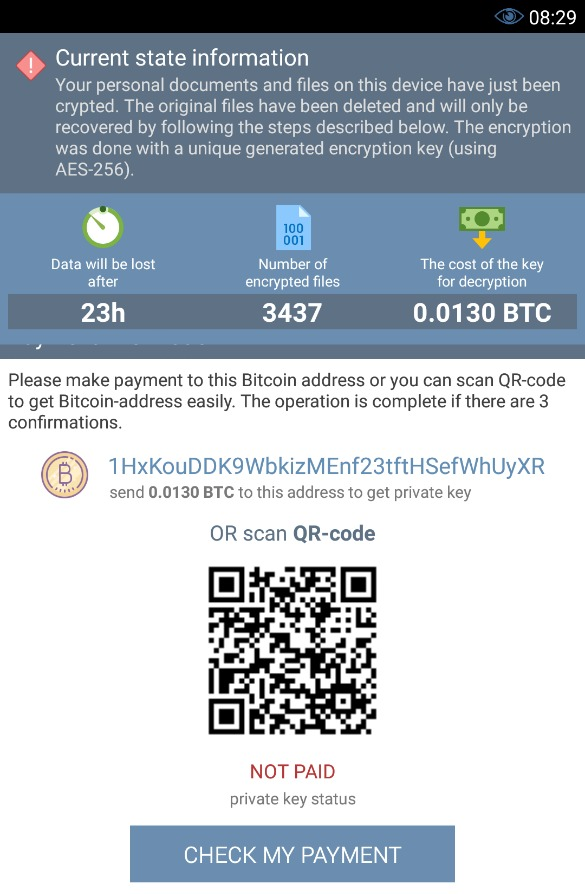 08:29
Current state information
Your personal documents and files on this device have just been
crypted. The original files have been deleted and will only be
recovered by following the steps described below. The encryption
was done with a unique generated encryption key (using
AES-256).
100
001
Data will be lost
after
Number of
encrypted files
The cost of the key
for decryption
23h
3437
0.0130 BTC
Please make payment to this Bitcoin address or you can scan QR-code
to get Bitcoin-address easily. The operation is complete if there are 3
confirmations.
1HxKouDDK9WbkizMEnf23tftHSefWhUyXR
send 0.0130 BTC to this address to get private key
OR scan QR-code
NOT PAID
private key status
CHECK MY PAYMENT